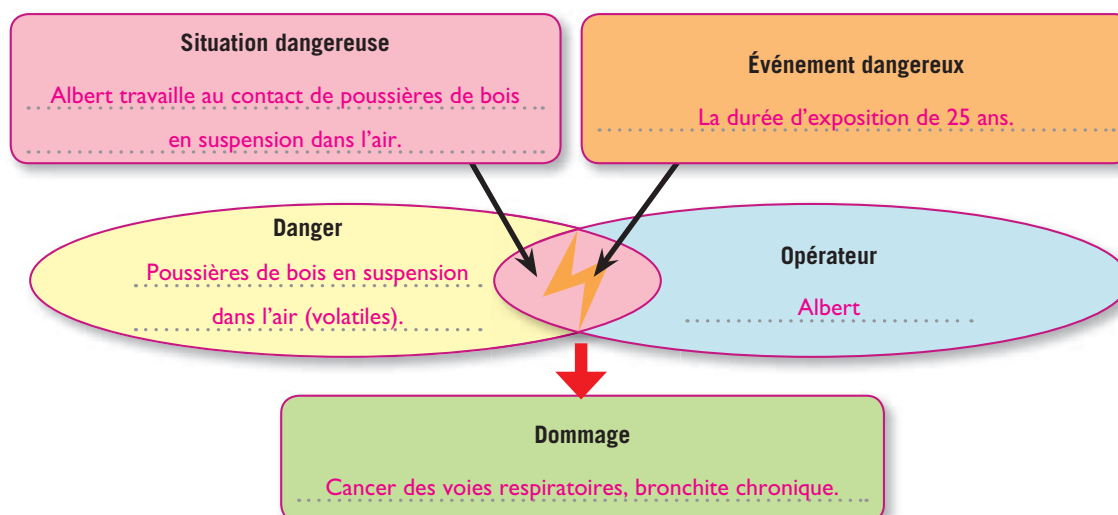 Situation dangereuse
Albert travaille au contact de poussières de bois
en suspension dans l'air.
Événement dangereux
La durée d'exposition de 25 ans.
Danger
Poussières de bois en suspension
dans l'air (volatiles).
Opérateur
Albert
Dommage
Cancer des voies respiratoires, bronchite chronique.